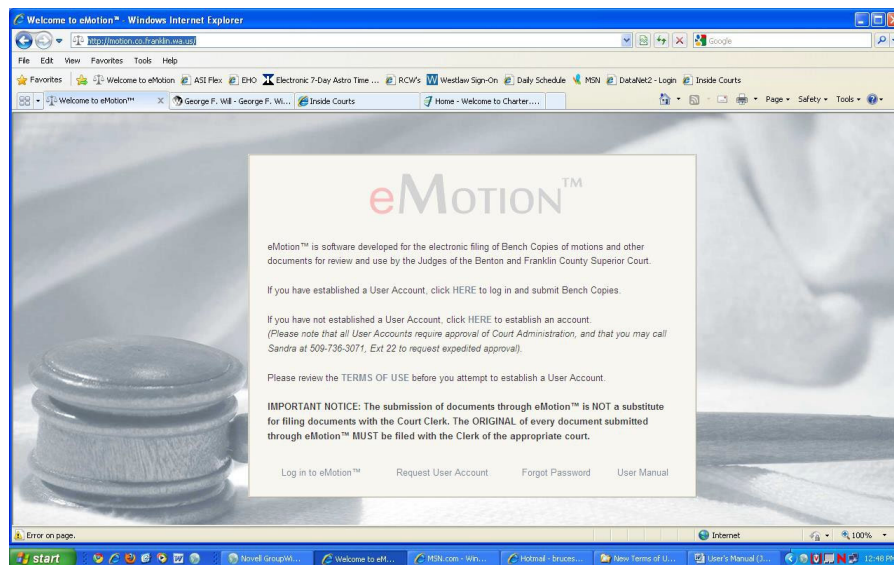 Welcome to eMotion™ - Windows Internet Explorer
http://motion.co.franklin.wa.us/
Google
File Edit View Favorites Tools Help
Favorites Welcome to eMotion ASI Flex EHO Electronic 7-Day Astro Time ... RCW's Westlaw Sign-On Daily Schedule MSN DataNet2 - Login Inside Courts
Welcome to eMotion™ X George F. Will - George F. Wi... Inside Courts Home - Welcome to Charter.... Page Safety Tools
eMotion™
eMotion™ is software developed for the electronic filing of Bench Copies of motions and other
documents for review and use by the Judges of the Benton and Franklin County Superior Court.
If you have established a User Account, click HERE to log in and submit Bench Copies.
If you have not established a User Account, click HERE to establish an account.
(Please note that all User Accounts require approval of Court Administration, and that you may call
Sandra at 509-736-3071, Ext 22 to request expedited approval).
Please review the TERMS OF USE before you attempt to establish a User Account.
IMPORTANT NOTICE: The submission of documents through eMotion™ is NOT a substitute
for filing documents with the Court Clerk. The ORIGINAL of every document submitted
through eMotion™ MUST be filed with the Clerk of the appropriate court.
Log in to eMotion™ Request User Account Forgot Password User Manual
Error on page. Internet 100%
start Novell GroupWi... Welcome to eM... MSN.com - Win... Hotmail - bruces... New Terms of U... User's Manual (J... 12:48 PM